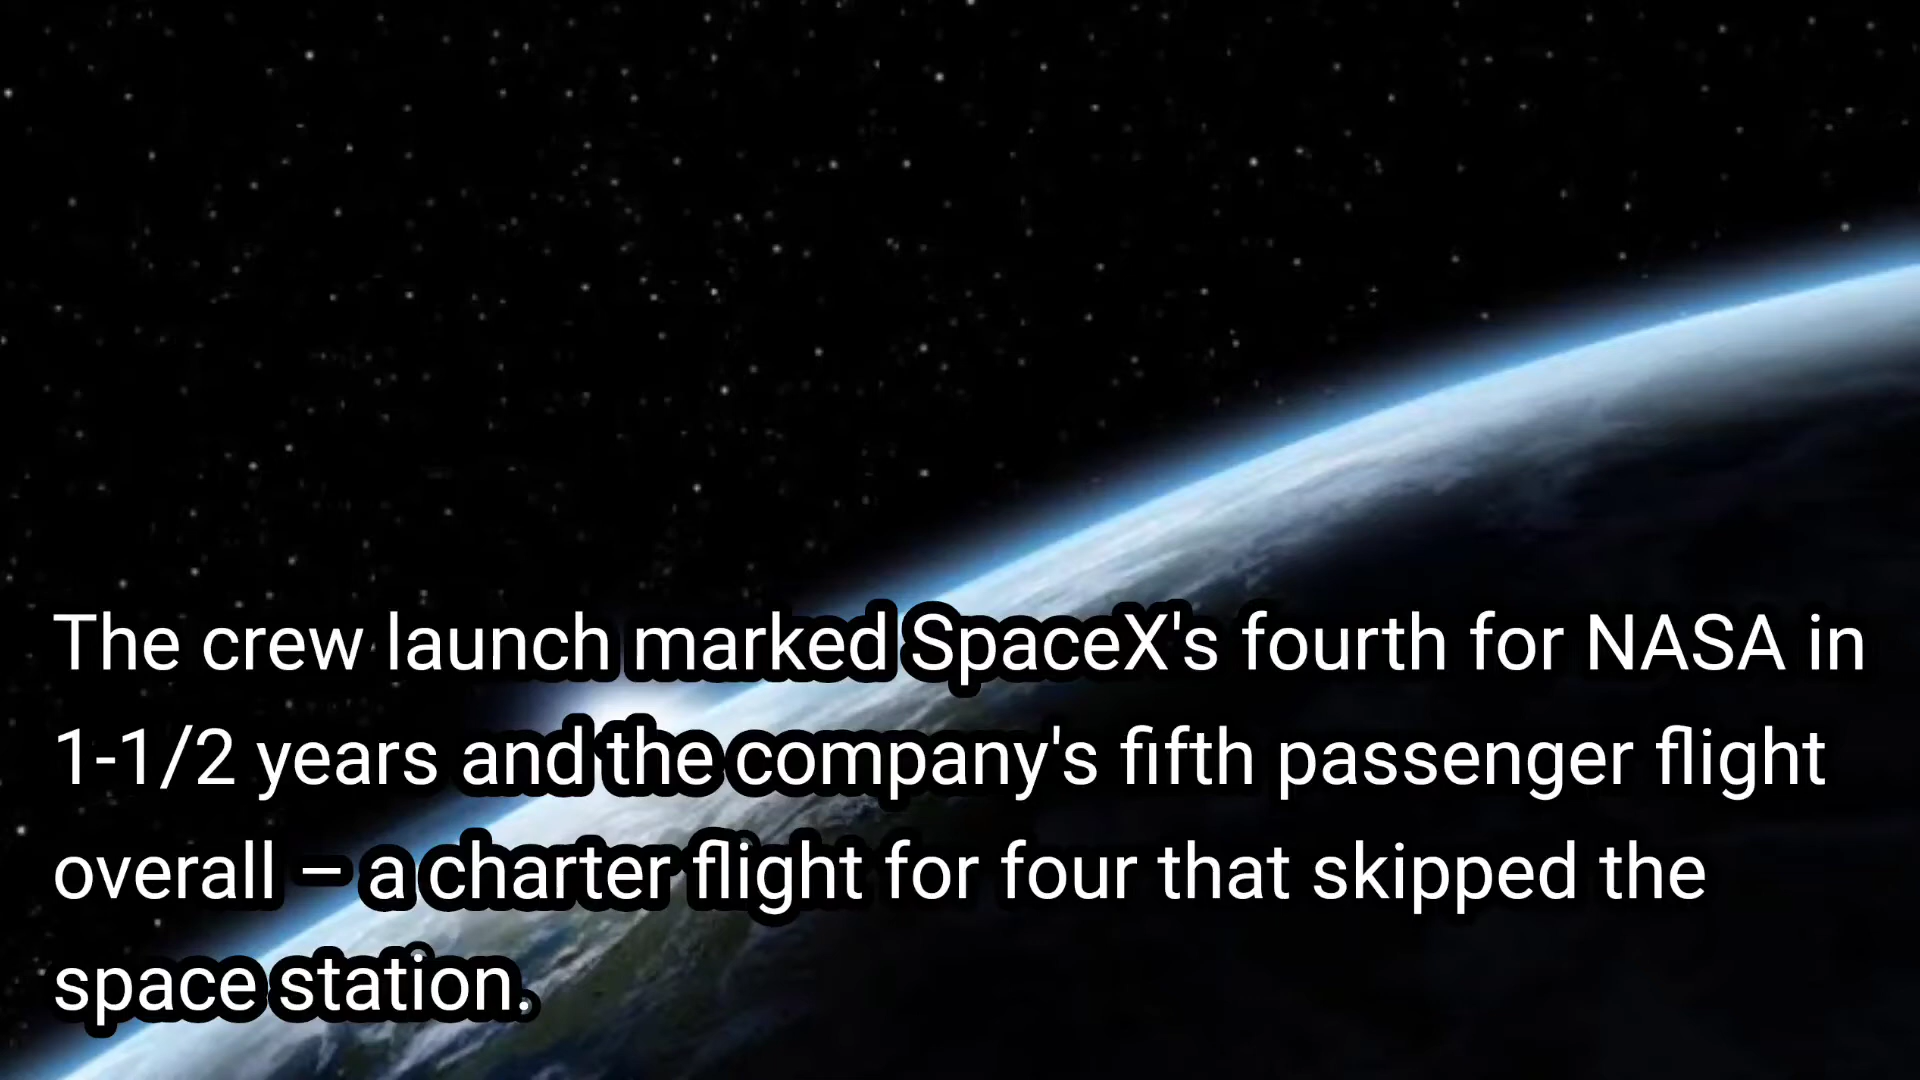 The crew launch marked SpaceX's fourth for NASA in
1-1/2 years and the company's fifth passenger flight
overall – a charter flight for four that skipped the
space station.